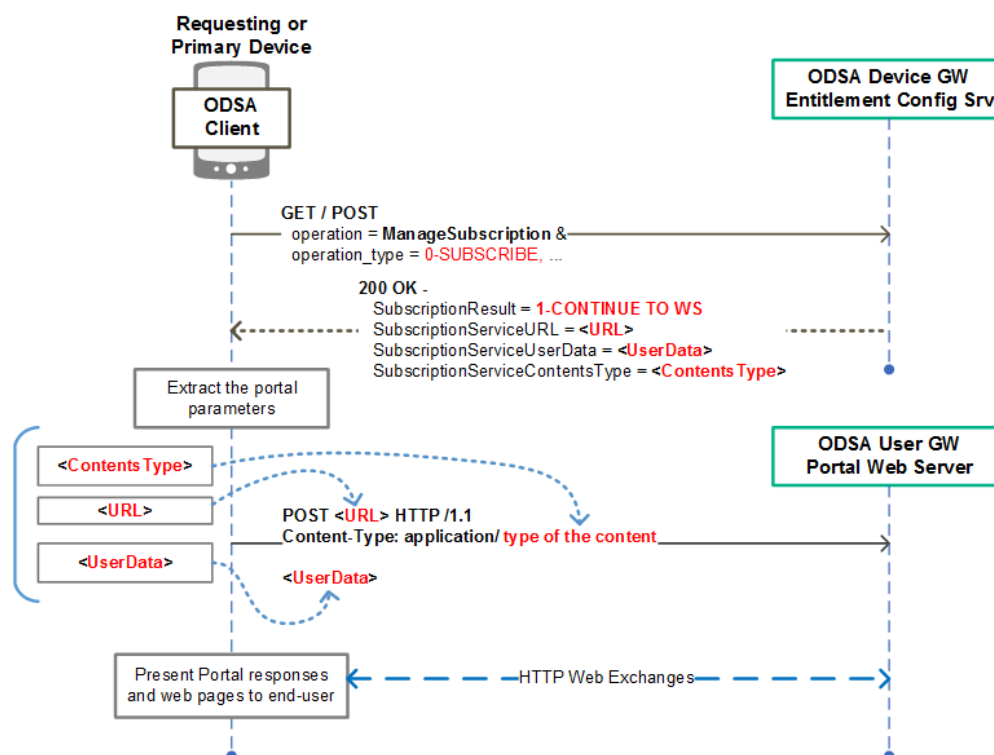 Requesting or
Primary Device
ODSA
Client
ODSA Device GW
Entitlement Config Srv
GET / POST
operation = ManageSubscription &
operation_type = 0-SUBSCRIBE, ...
200 OK -
SubscriptionResult = 1-CONTINUE TO WS
SubscriptionServiceURL = <URL>
SubscriptionServiceUserData = <UserData>
SubscriptionServiceContentsType = <ContentsType>
Extract the portal
parameters
ODSA User GW
Portal Web Server
<ContentsType>
<URL>
<UserData>
POST <URL> HTTP /1.1
Content-Type: application/ type of the content
<UserData>
Present Portal responses
and web pages to end-user
HTTP Web Exchanges